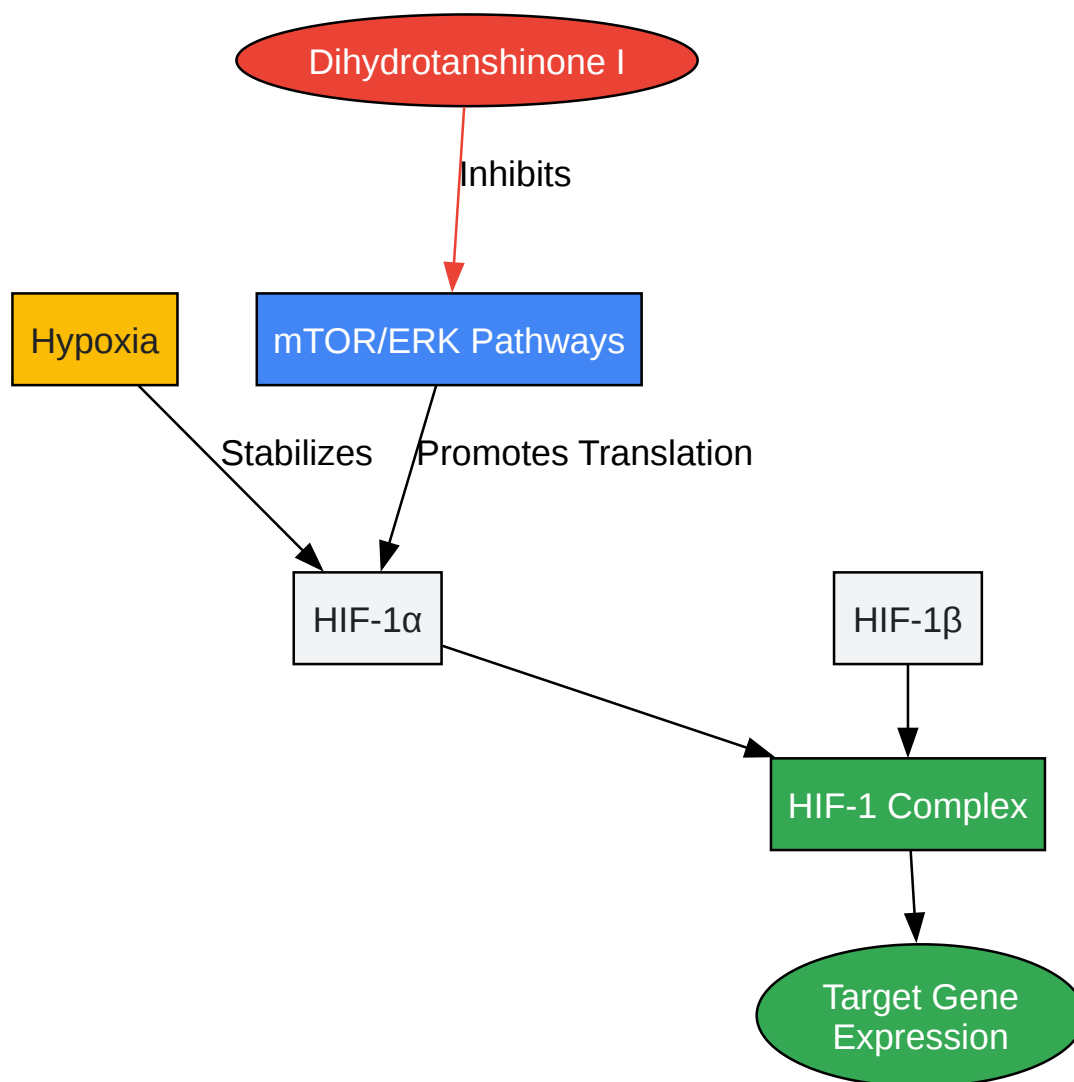 Dihydrotanshinone I
Inhibits
Hypoxia
mTOR/ERK Pathways
Stabilizes
Promotes Translation
HIF-1α
HIF-1β
HIF-1 Complex
Target Gene
Expression